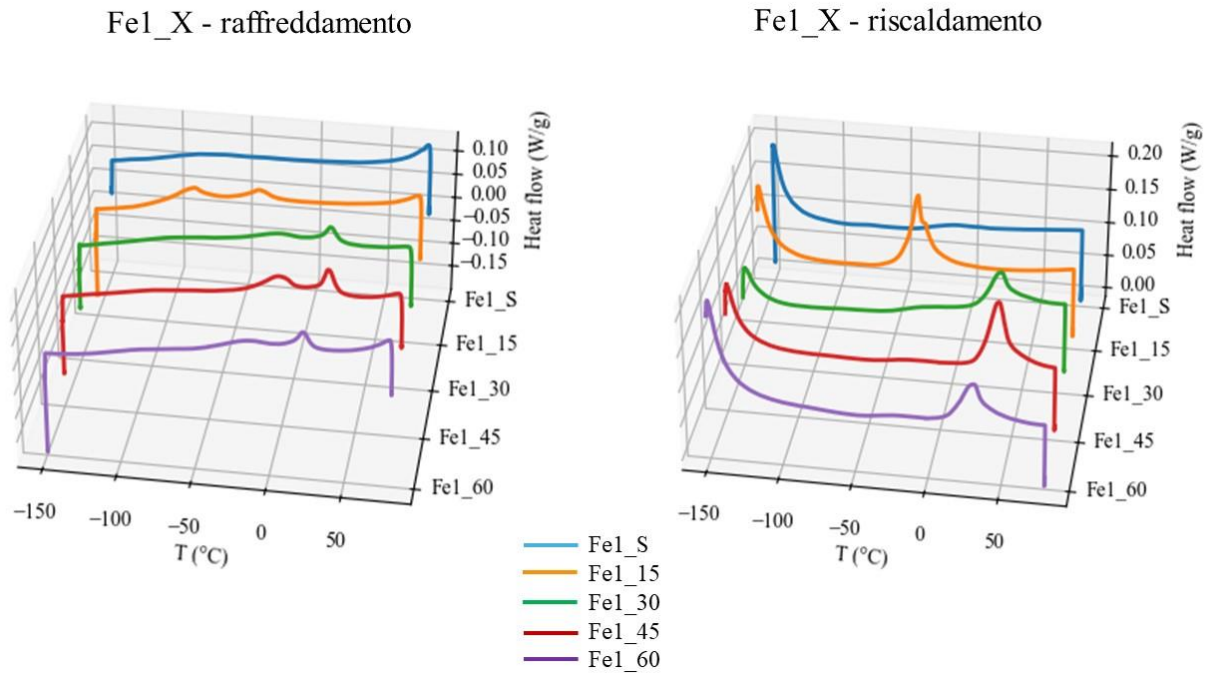 Fe1_X - raffreddamento
Fe1_X - riscaldamento
0.10
0.05
0.00
−0.05
−0.10
−0.15
Heat flow (W/g)
Fe1_S
Fe1_15
Fe1_30
Fe1_45
Fe1_60
−150
−100
−50
0
50
T (°C)
0.20
0.15
0.10
0.05
0.00
Heat flow (W/g)
Fe1_S
Fe1_15
Fe1_30
Fe1_45
Fe1_60
−150
−100
−50
0
50
T (°C)
Fe1_S
Fe1_15
Fe1_30
Fe1_45
Fe1_60